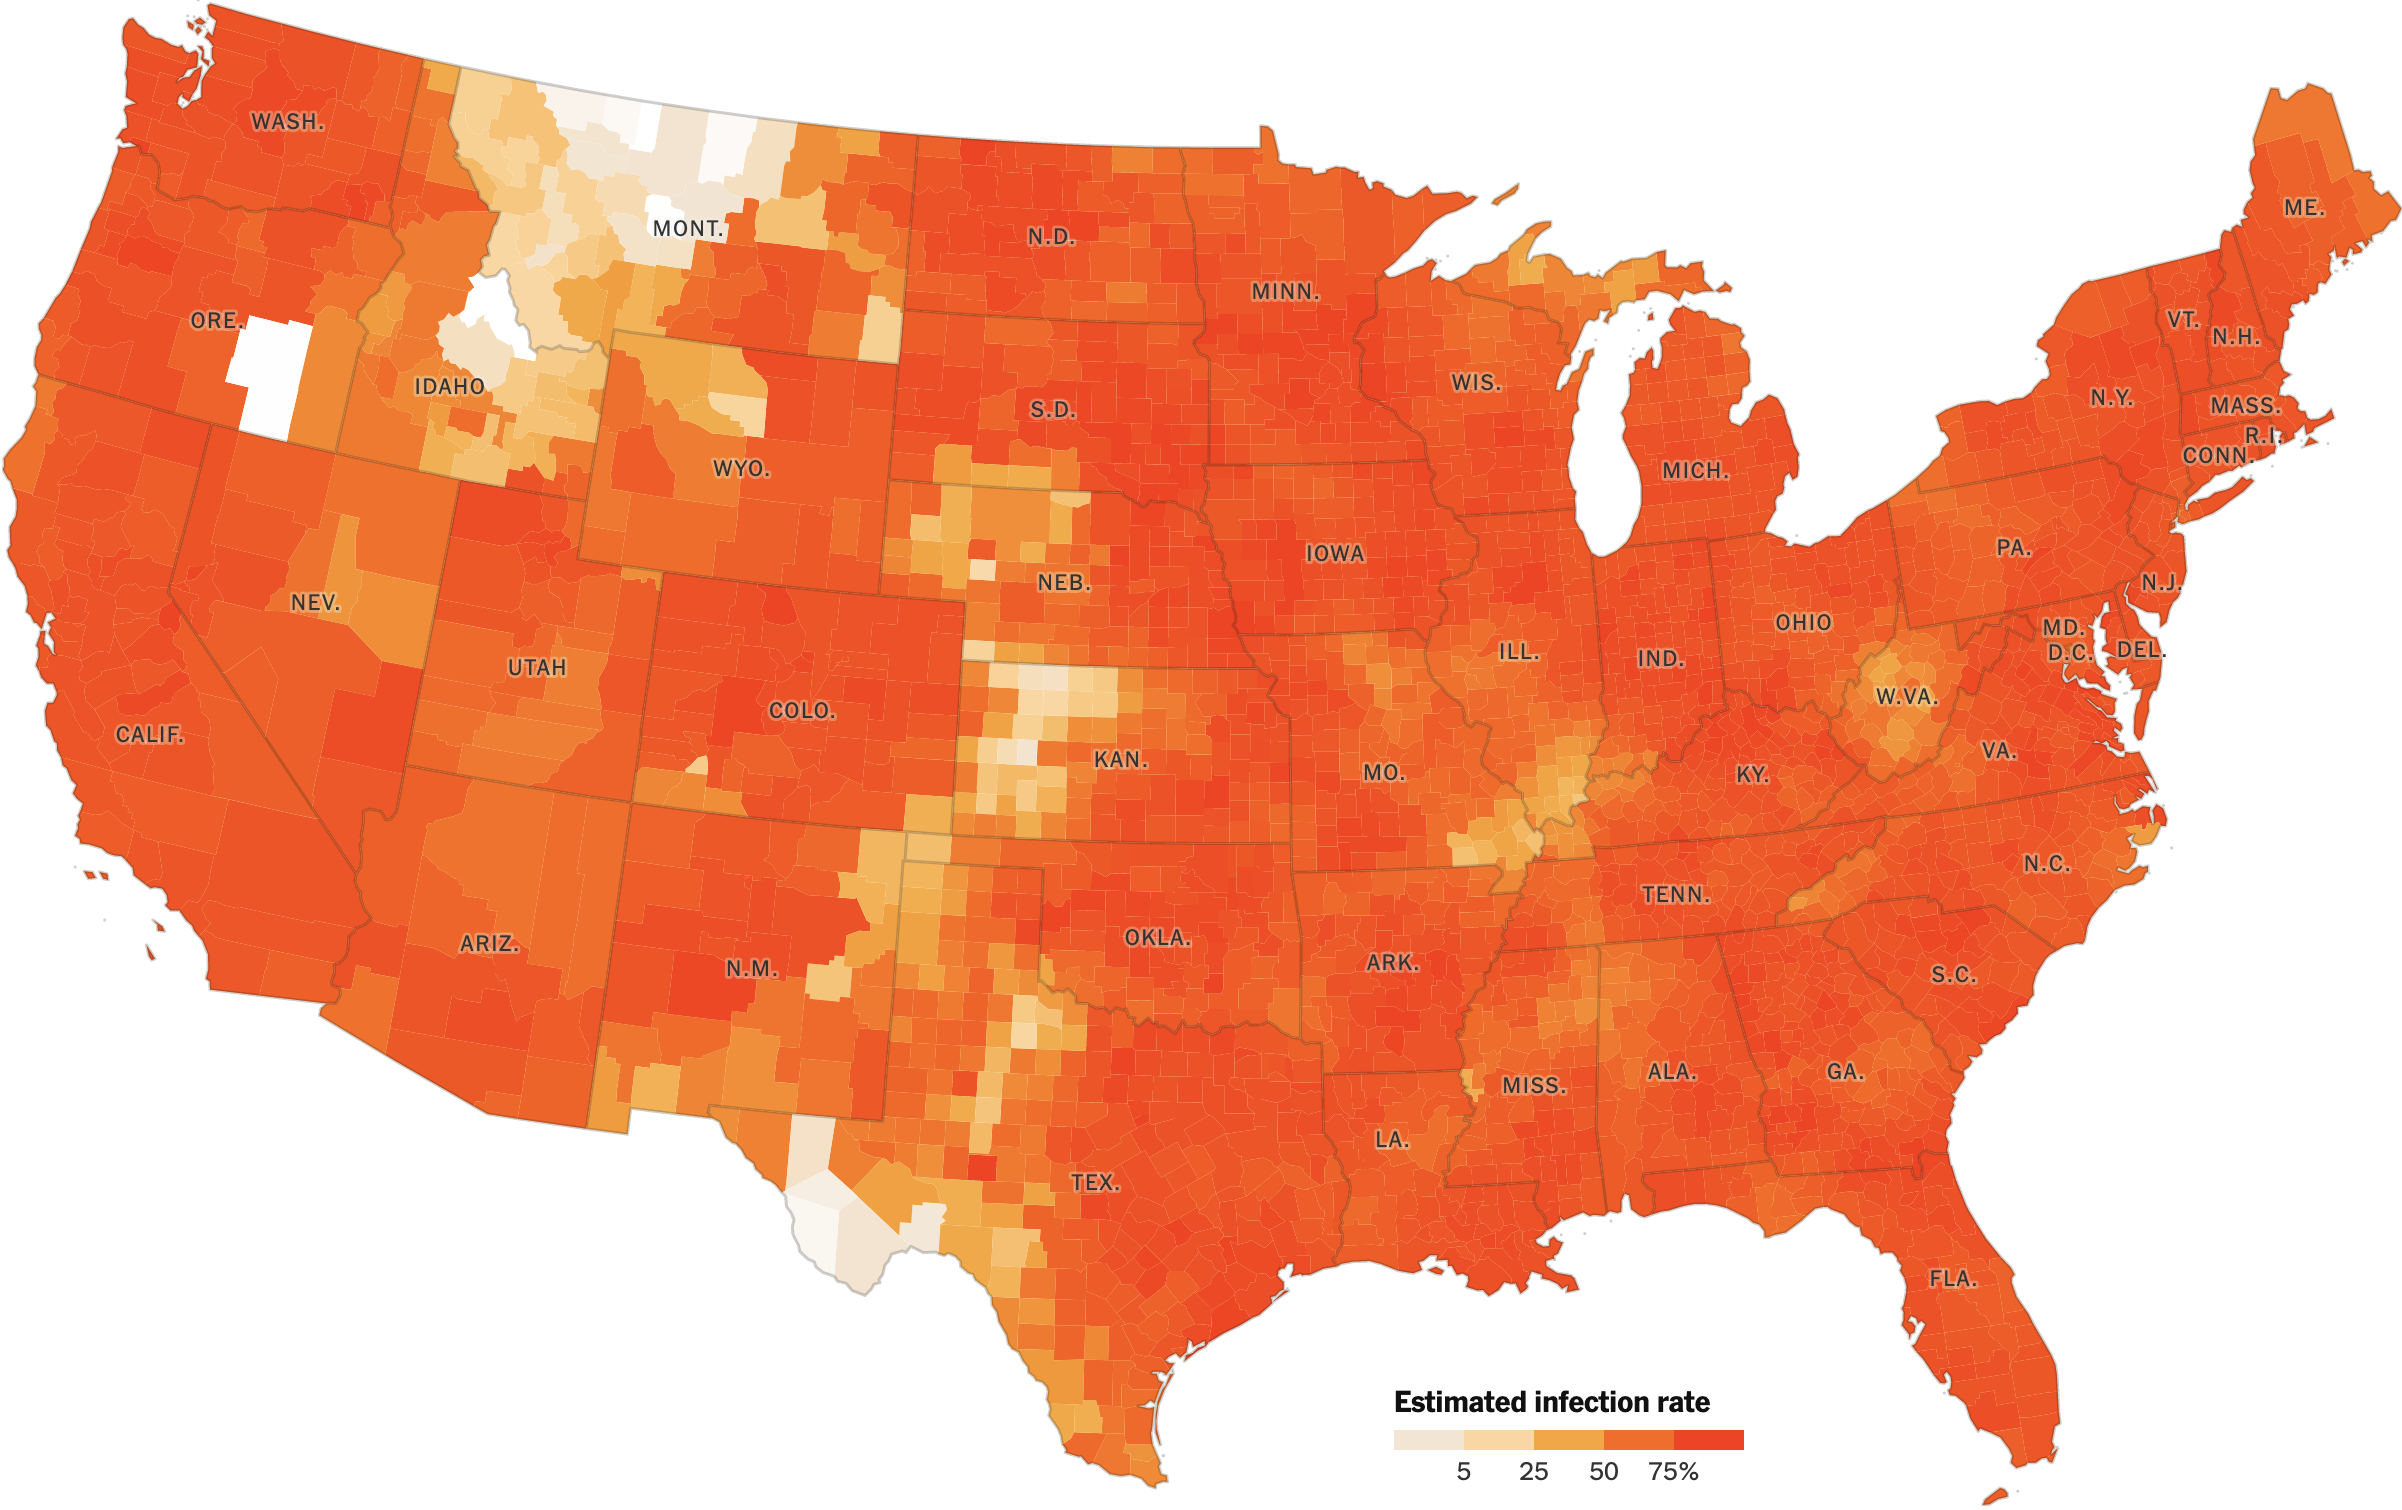 WASH.
MONT.
N.D.
MINN.
ME.
ORE.
VT.
N.H.
IDAHO
S.D.
WIS.
N.Y.
MASS.
R.I.
CONN.
WYO.
MICH.
IOWA
PA.
NEB.
N.J.
NEV.
OHIO
MD.
D.C.
DEL.
UTAH
ILL.
IND.
W.VA.
CALIF.
COLO.
KAN.
MO.
KY.
VA.
ARIZ.
N.M.
OKLA.
ARK.
TENN.
N.C.
S.C.
TEX.
LA.
MISS.
ALA.
GA.
FLA.
Estimated infection rate
5 25 50 75%